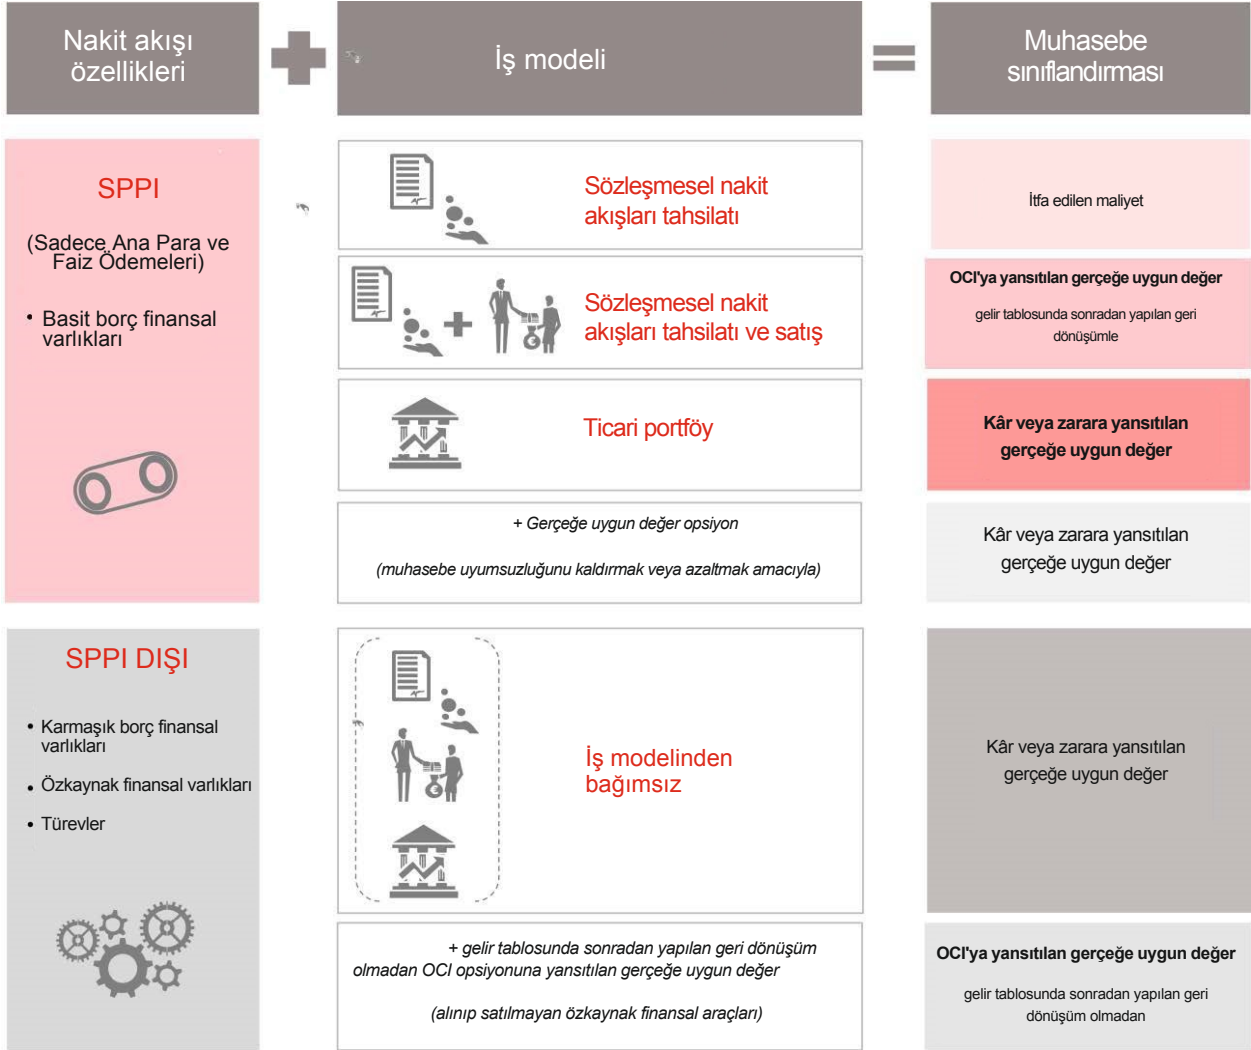 Nakit akışı
özellikleri
İş modeli
Muhasebe
sınıflandırması
SPPI
(Sadece Ana Para ve
Faiz Ödemeleri)
• Basit borç finansal
varlıkları
Sözleşmesel nakit
akışları tahsilatı
İtfa edilen maliyet
Sözleşmesel nakit
akışları tahsilatı ve satış
OCI'ya yansıtılan gerçeğe uygun değer
gelir tablosunda sonradan yapılan geri
dönüşümle
Ticari portföy
Kâr veya zarara yansıtılan
gerçeğe uygun değer
+ Gerçeğe uygun değer opsiyon
(muhasebe uyumsuzluğunu kaldırmak veya azaltmak amacıyla)
Kâr veya zarara yansıtılan
gerçeğe uygun değer
SPPI DIŞI
• Karmaşık borç finansal
varlıkları
• Özkaynak finansal varlıkları
• Türevler
İş modelinden
bağımsız
Kâr veya zarara yansıtılan
gerçeğe uygun değer
+ gelir tablosunda sonradan yapılan geri dönüşüm
olmadan OCI opsiyonuna yansıtılan gerçeğe uygun değer
(alınıp satılmayan özkaynak finansal araçları)
OCI'ya yansıtılan gerçeğe uygun değer
gelir tablosunda sonradan yapılan geri
dönüşüm olmadan